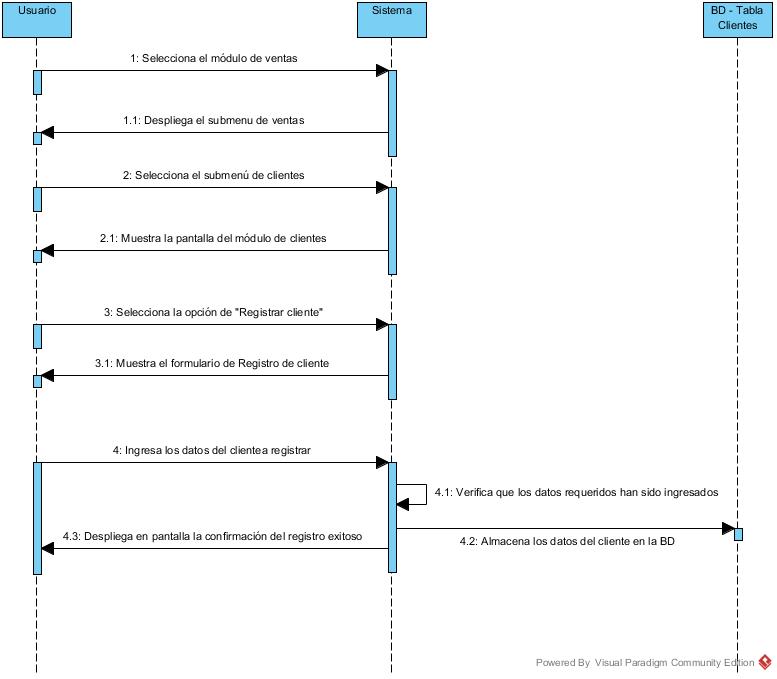 Usuario
Sistema
BD - Tabla
Clientes
1: Selecciona el módulo de ventas
1.1: Despliega el submenu de ventas
2: Selecciona el submenú de clientes
2.1: Muestra la pantalla del módulo de clientes
3: Selecciona la opción de "Registrar cliente"
3.1: Muestra el formulario de Registro de cliente
4: Ingresa los datos del clientea registrar
4.1: Verifica que los datos requeridos han sido ingresados
4.3: Despliega en pantalla la confirmación del registro exitoso
4.2: Almacena los datos del cliente en la BD
Powered By Visual Paradigm Community Edition